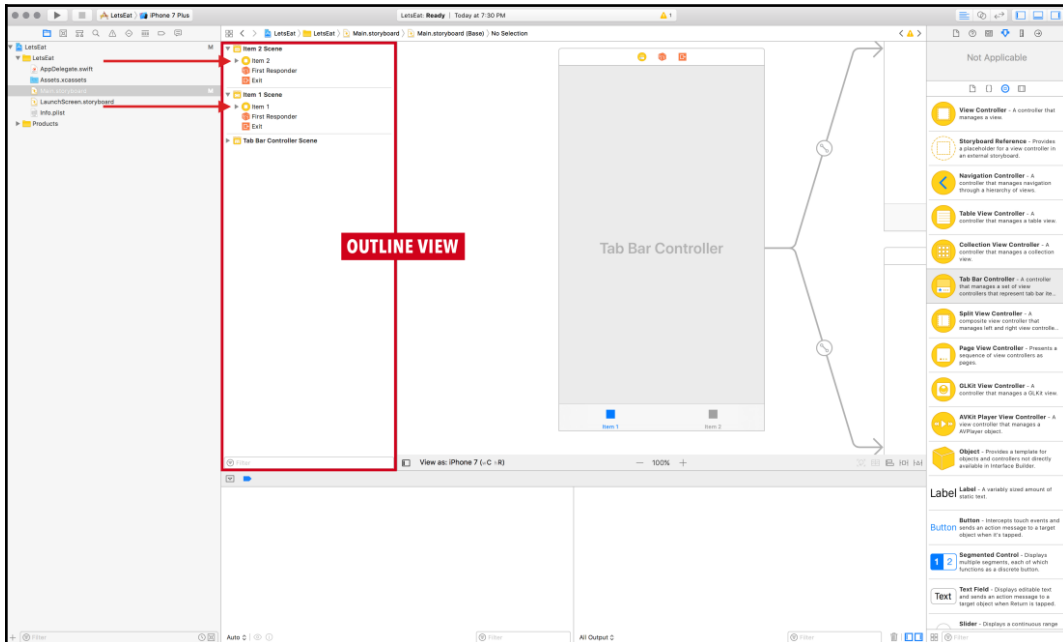 LetsEat
iPhone 7 Plus
LetsEat: Ready | Today at 7:30 PM
1
LetsEat
LetsEat
Main.storyboard
Main.storyboard (Base)
No Selection
LetsEat
M
LetsEat
AppDelegate.swift
Assets.xcassets
Main.storyboard
M
LaunchScreen.storyboard
Info.plist
Products
Filter
Item 2 Scene
Item 2
First Responder
Exit
Item 1 Scene
Item 1
First Responder
Exit
Tab Bar Controller Scene
OUTLINE VIEW
Filter
Tab Bar Controller
Item 1
Item 2
View as: iPhone 7 (wC hR)
— 100% +
Auto
Filter
All Output
Filter
Not Applicable
View Controller - A controller that
manages a view.
Storyboard Reference - Provides
a placeholder for a view controller in
an external storyboard.
Navigation Controller - A
controller that manages navigation
through a hierarchy of views.
Table View Controller - A
controller that manages a table view.
Collection View Controller - A
controller that manages a collection
view.
Tab Bar Controller - A controller
that manages a set of view
controllers that represent tab bar ite...
Split View Controller - A
composite view controller that
manages left and right view controlle...
Page View Controller - Presents a
sequence of view controllers as
pages.
GLKit View Controller - A
controller that manages a GLKit view.
AVKit Player View Controller - A
view controller that manages a
AVPlayer object.
Object - Provides a template for
objects and controllers not directly
available in Interface Builder.
Label
Label - A variably sized amount of
static text.
Button
Button - Intercepts touch events and
sends an action message to a target
object when it's tapped.
1 2
Segmented Control - Displays
multiple segments, each of which
functions as a discrete button.
Text
Text Field - Displays editable text
and sends an action message to a
target object when Return is tapped.
Slider - Displays a continuous range
Filter